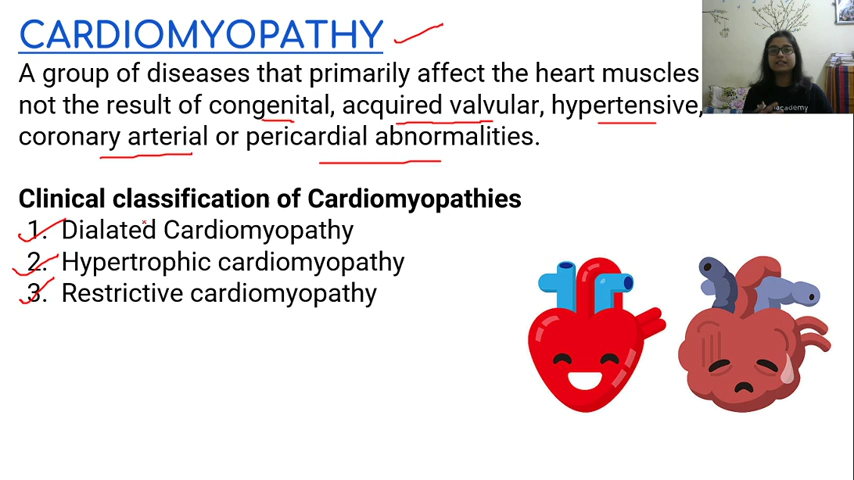 CARDIOMYOPATHY
A group of diseases that primarily affect the heart muscles
not the result of congenital, acquired valvular, hypertensive,
coronary arterial or pericardial abnormalities.
Clinical classification of Cardiomyopathies
1. Dialated Cardiomyopathy
2. Hypertrophic cardiomyopathy
3. Restrictive cardiomyopathy
academy